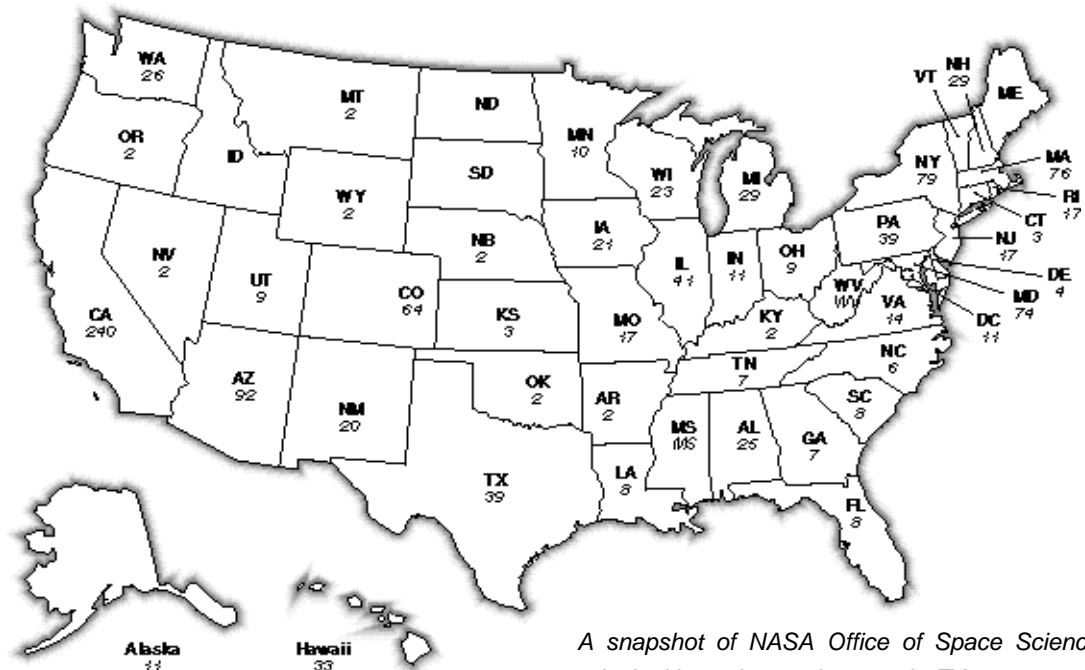 WA
26
OR
2
ID
MT
2
ND
SD
WY
2
NB
2
NV
2
UT
9
CO
64
KS
3
CA
240
AZ
92
NM
20
OK
2
TX
39
MN
10
IA
21
MO
17
AR
2
LA
8
WI
23
IL
41
MI
29
IN
11
OH
9
KY
2
TN
7
MS
MS
AL
25
GA
7
FL
8
SC
8
NC
6
VA
14
WV
WV
PA
39
NY
79
VT
NH
29
ME
MA
76
RI
17
CT
3
NJ
17
DE
4
MD
74
DC
11
Alaska
11
Hawaii
33
A snapshot of NASA Office of Space Scienc